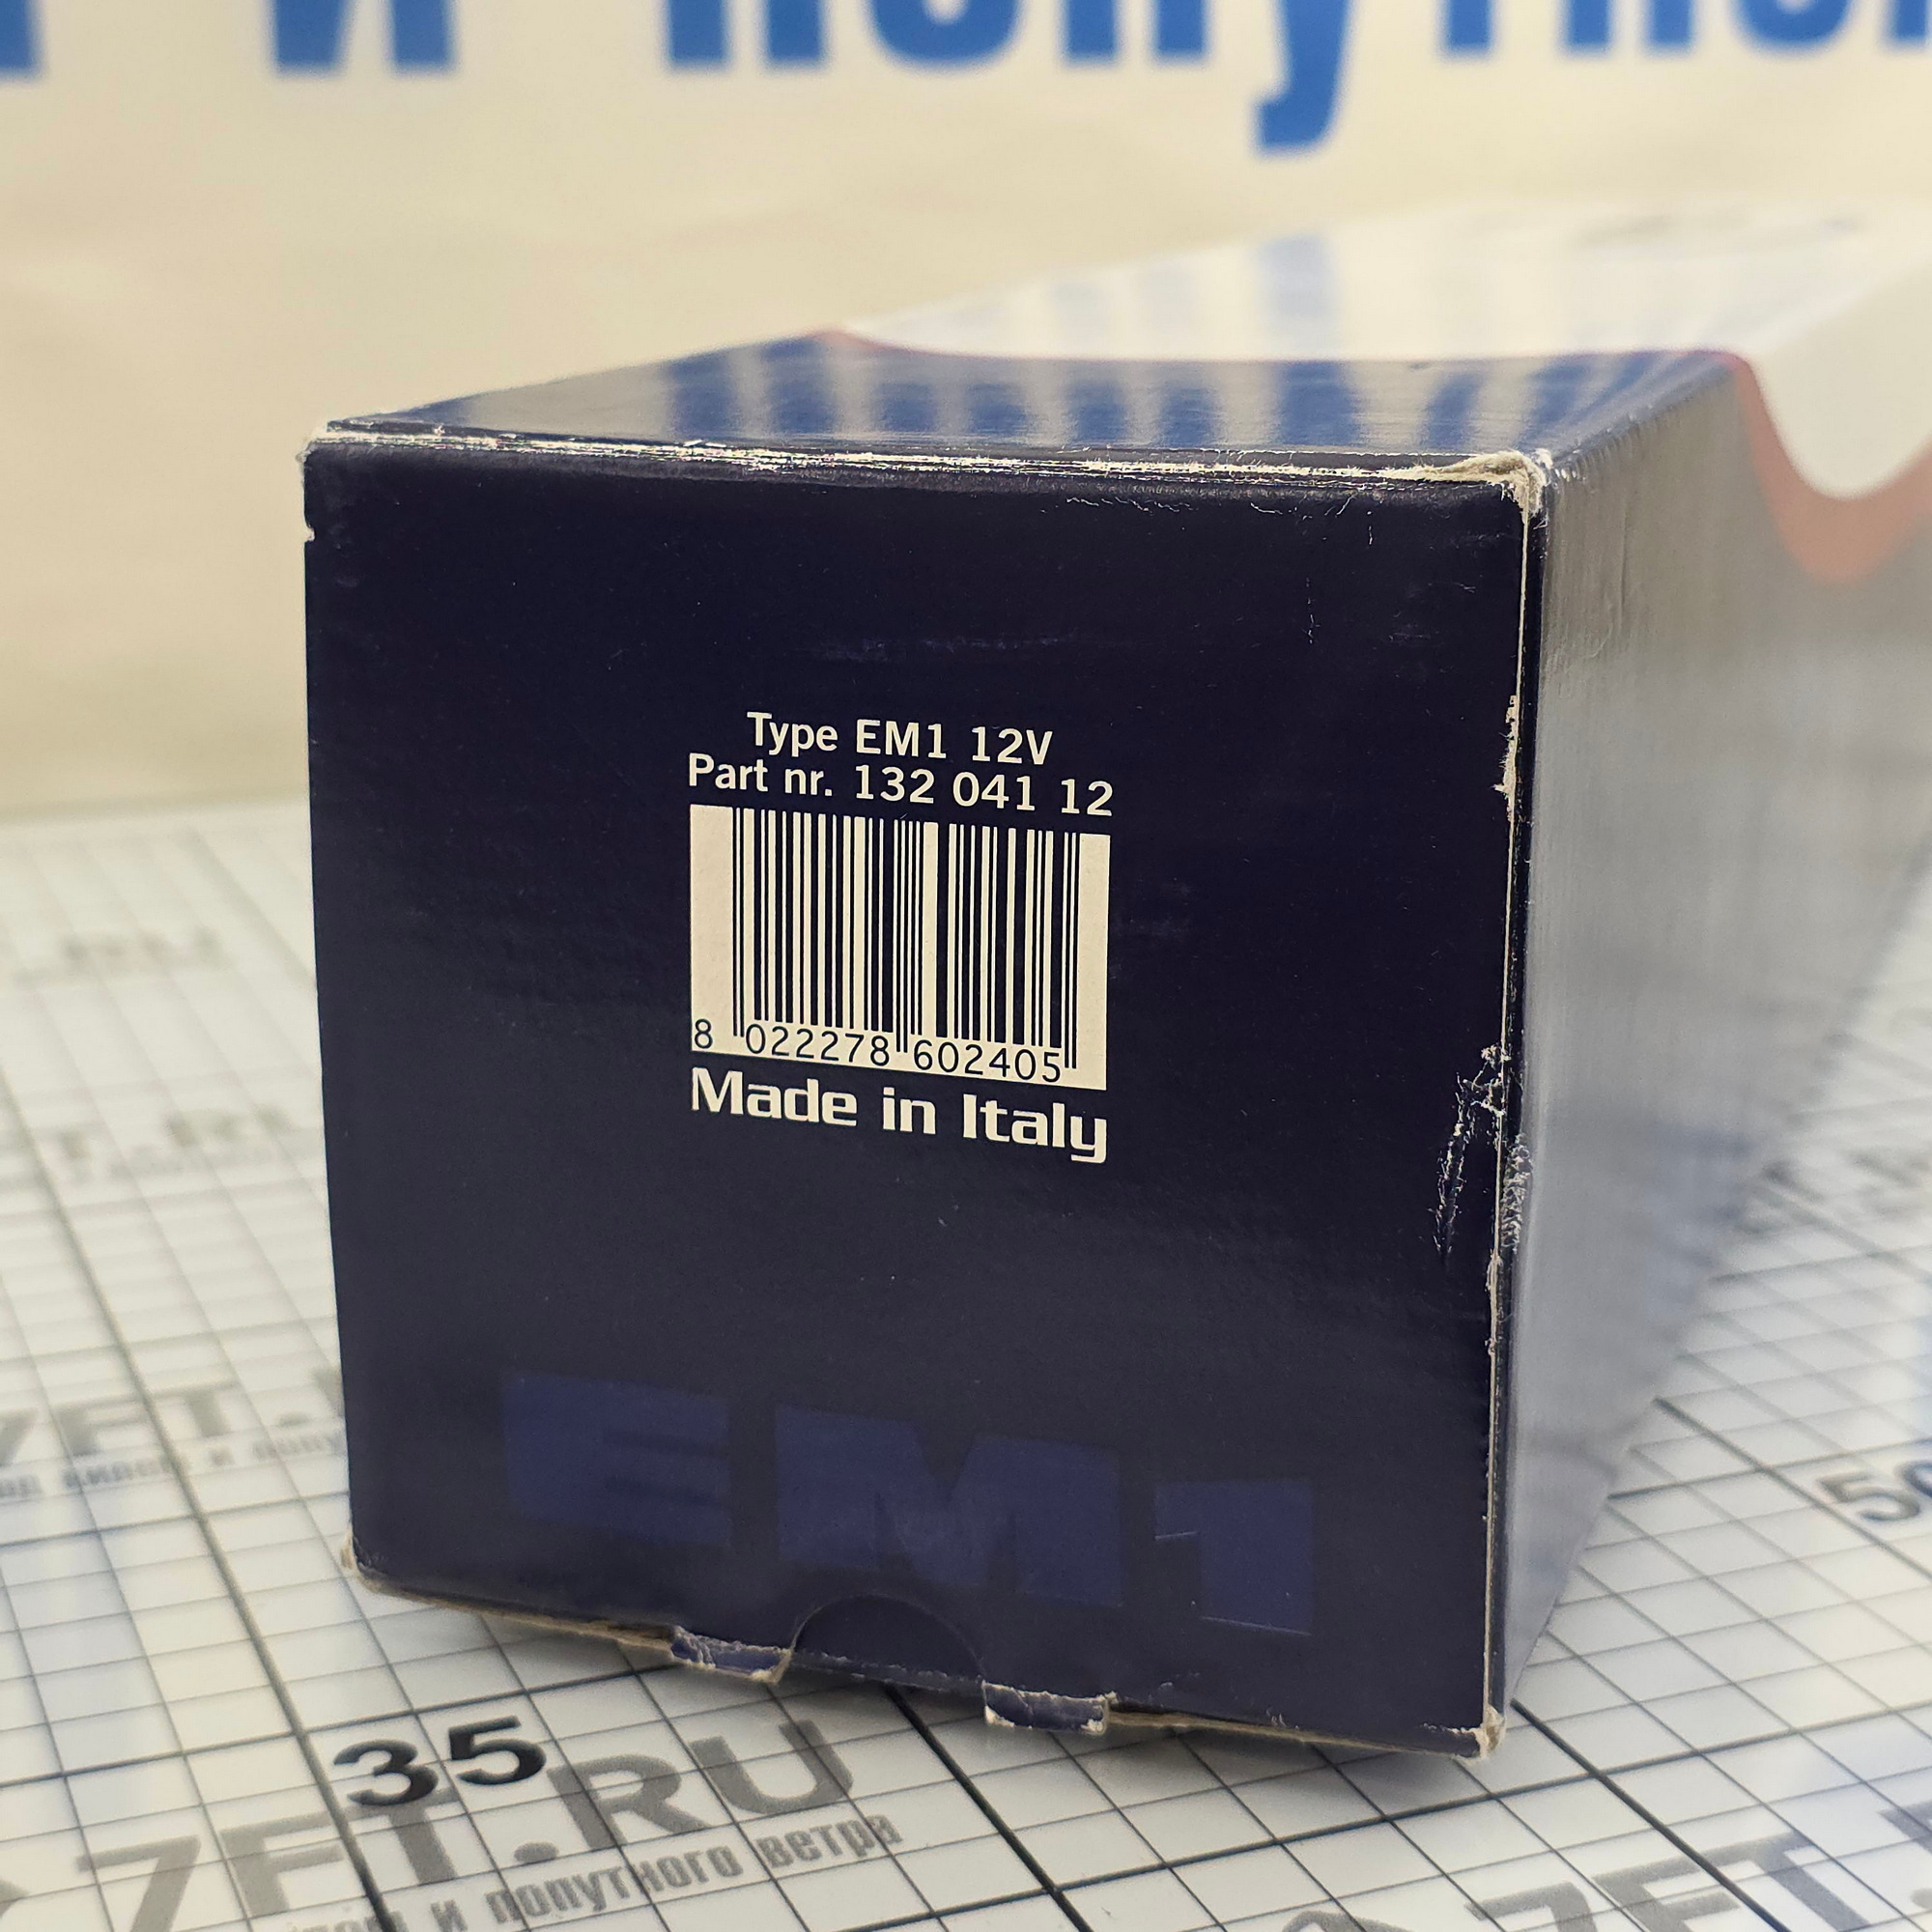 Type EM1 12V
Part nr. 132 041 12
8 022278 602405
Made in Italy
EM1
35
7FT.RU
и попутного ветра
50